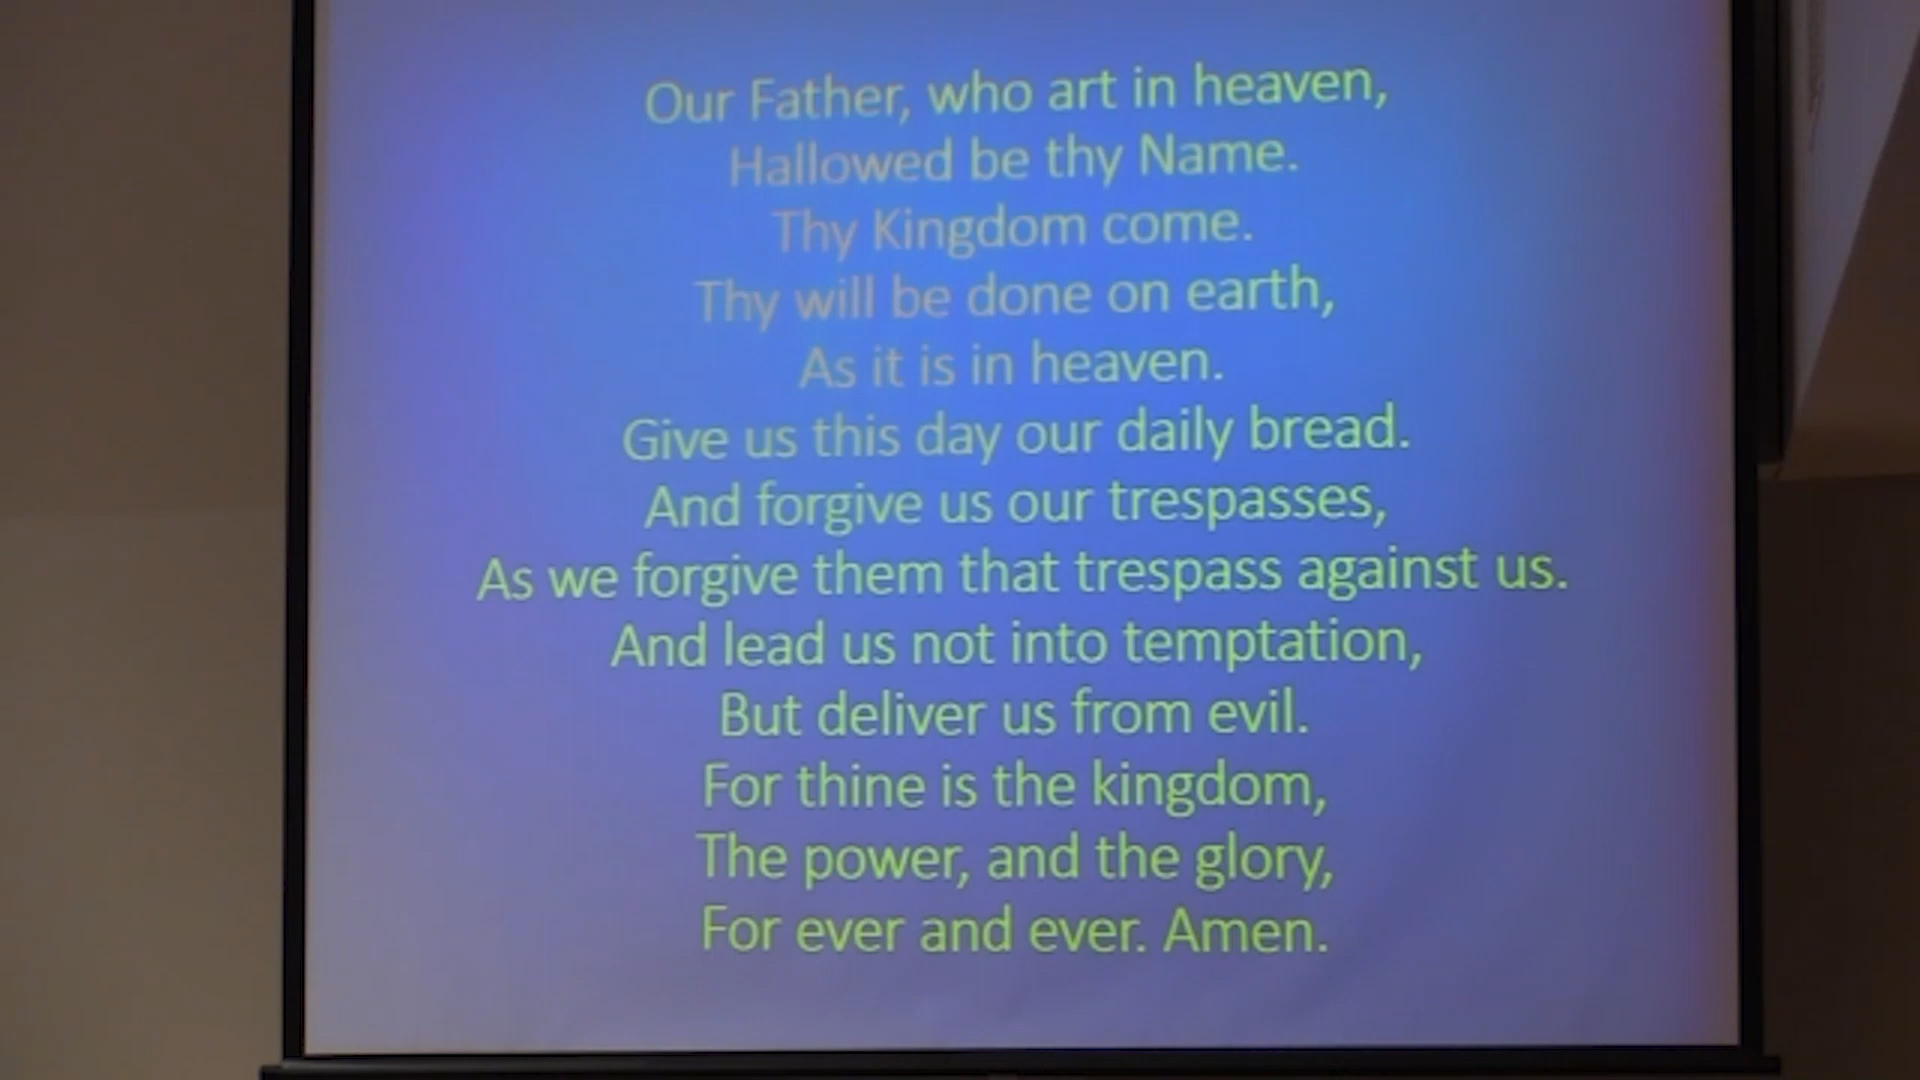 Our Father, who art in heaven,
Hallowed be thy Name.
Thy Kingdom come.
Thy will be done on earth,
As it is in heaven.
Give us this day our daily bread.
And forgive us our trespasses,
As we forgive them that trespass against us.
And lead us not into temptation,
But deliver us from evil.
For thine is the kingdom,
The power, and the glory,
For ever and ever. Amen.